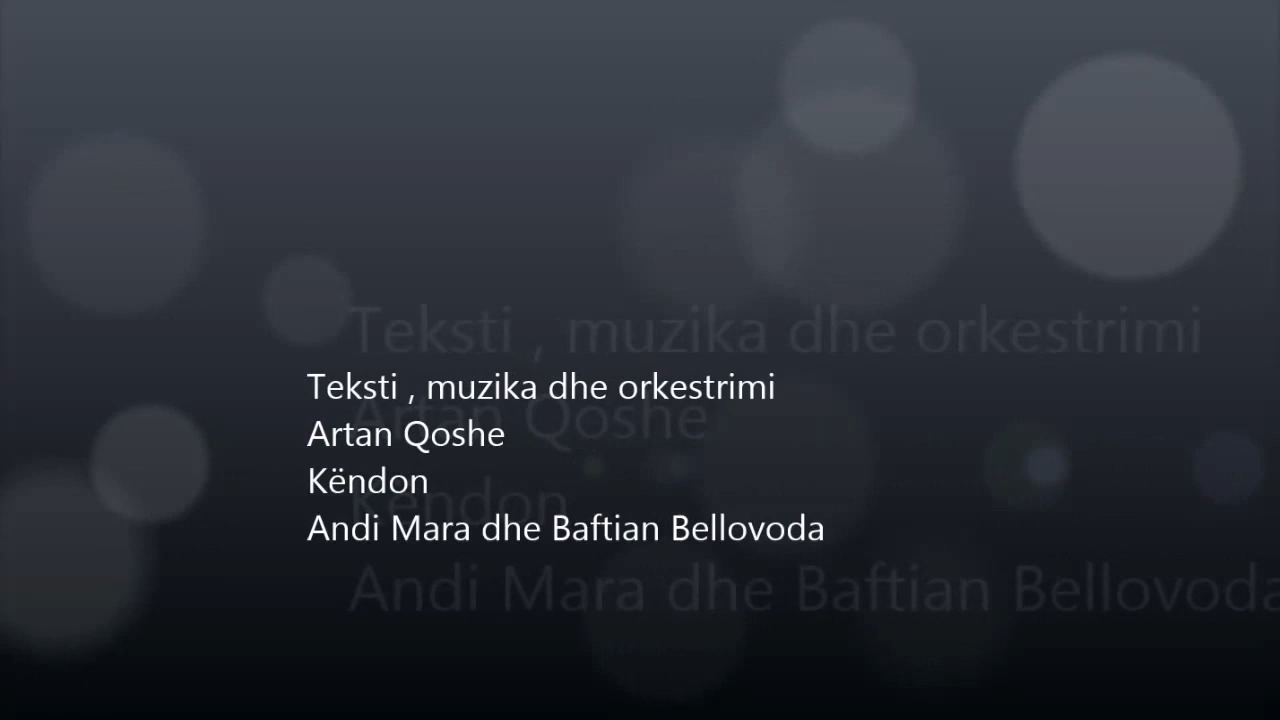 Teksti , muzika dhe orkestrimi
Artan Qoshe
Këndon
Andi Mara dhe Baftian Bellovoda